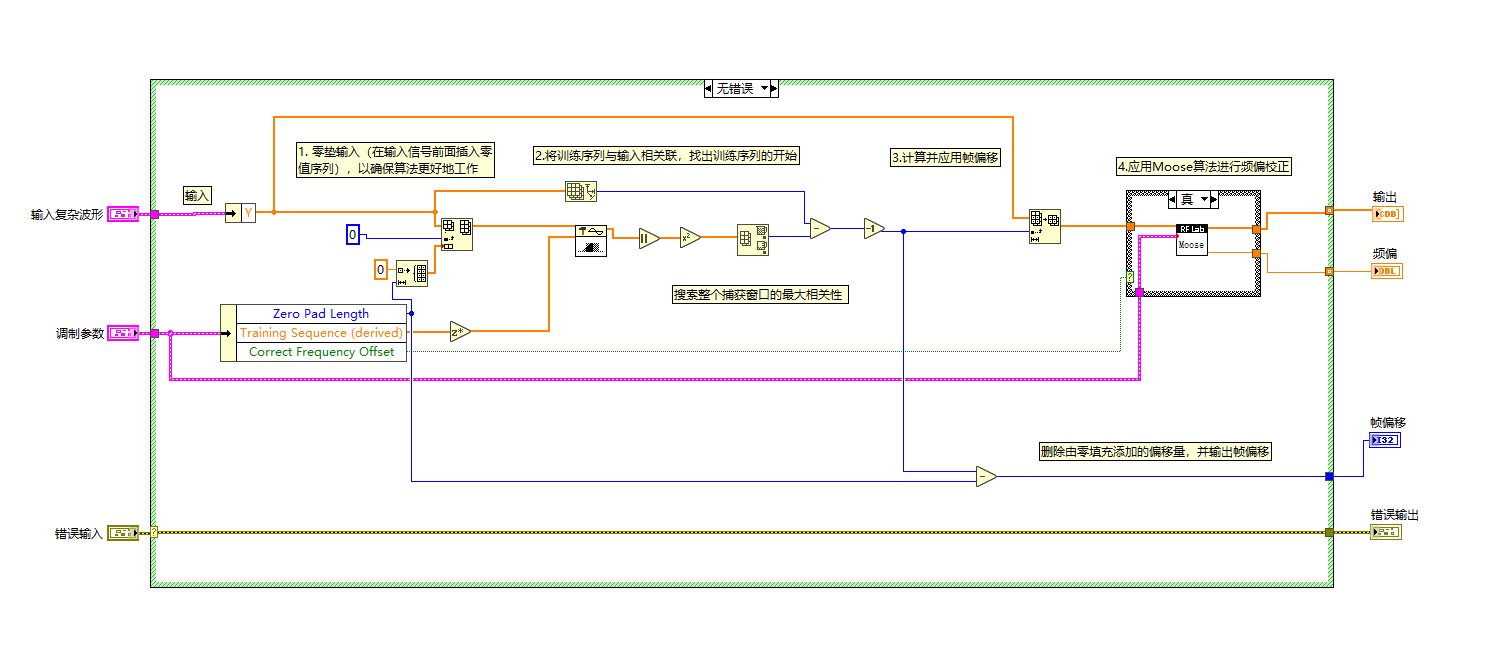 无错误
1. 零垫输入（在输入信号前面插入零
值序列），以确保算法更好地工作
2.将训练序列与输入相关联，找出训练序列的开始
3.计算并应用帧偏移
4.应用Moose算法进行频偏校正
输入
输入复杂波形
Y
0
真
RF Lab
Moose
输出
CDB
频偏
DBL
0
-
-1
x²
搜索整个捕获窗口的最大相关性
调制参数
Zero Pad Length
Training Sequence (derived)
Correct Frequency Offset
z*
?
帧偏移
I32
删除由零填充添加的偏移量，并输出帧偏移
-
错误输入
?
错误输出